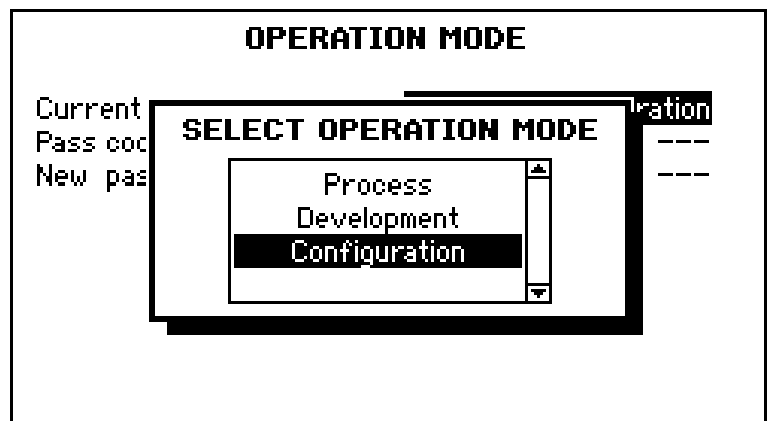 OPERATION MODE
Current ration
Pass coc ---
New pas ---
SELECT OPERATION MODE
Process
Development
Configuration